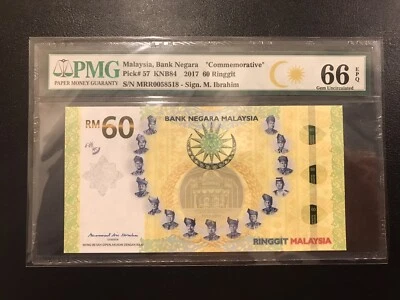 PMG
PAPER MONEY GUARANTY
Malaysia, Bank Negara "Commemorative"
Pick# 57 KNB84 2017 60 Ringgit
S/N MRR0058518 - Sign. M. Ibrahim
66 EPQ
Gem Uncirculated
RM60
BANK NEGARA MALAYSIA
RINGGIT MALAYSIA